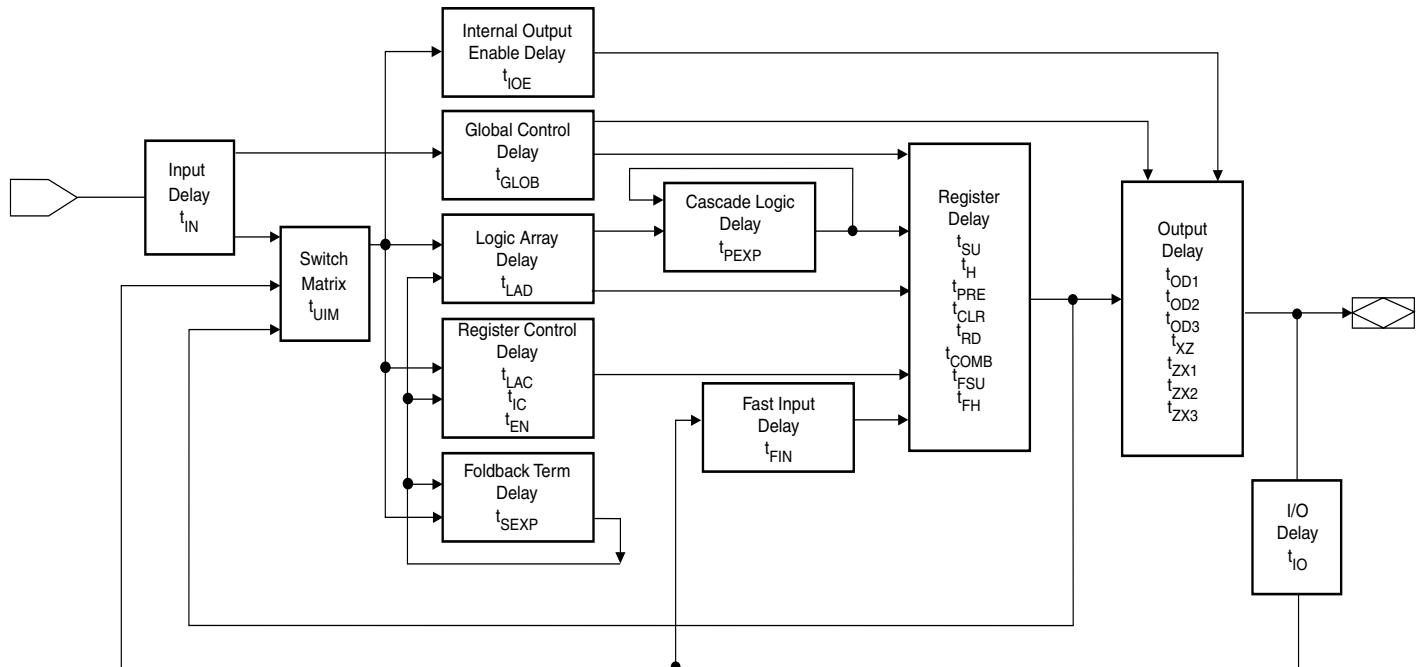 Internal Output
Enable Delay
tIOE
Global Control
Delay
tGLOB
Input
Delay
tIN
Switch
Matrix
tUIM
Logic Array
Delay
tLAD
Cascade Logic
Delay
tPEXP
Register Control
Delay
tLAC
tIC
tEN
Foldback Term
Delay
tSEXP
Fast Input
Delay
tFIN
Register
Delay
tSU
tH
tPRE
tCLR
tRD
tCOMB
tFSU
tFH
Output
Delay
tOD1
tOD2
tOD3
tXZ
tZX1
tZX2
tZX3
I/O
Delay
tIO